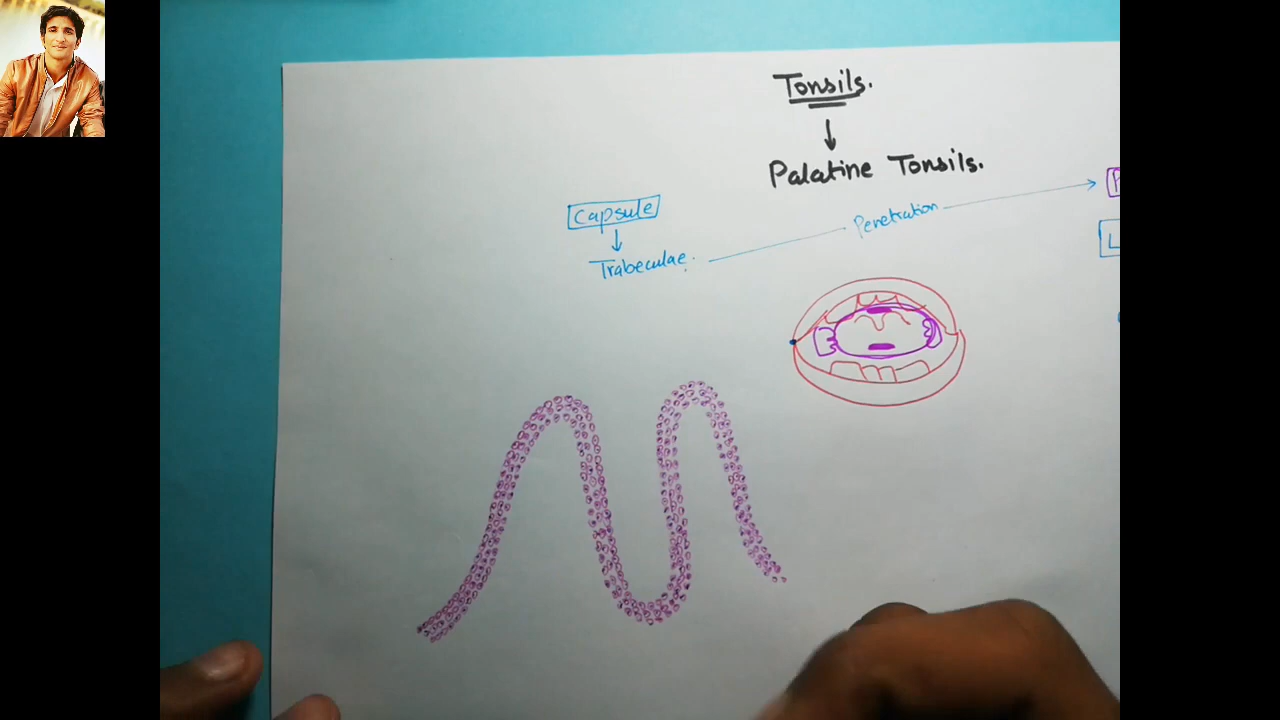 Tonsils.
Palatine Tonsils.
Capsule
Penetration
Trabeculae.